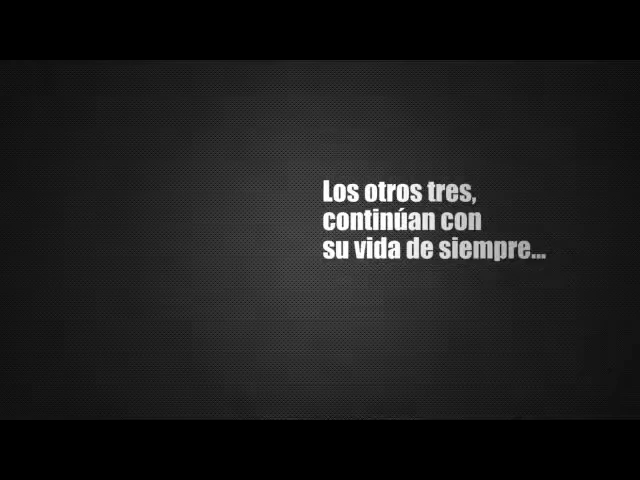 Los otros tres,
continúan con
su vida de siempre...